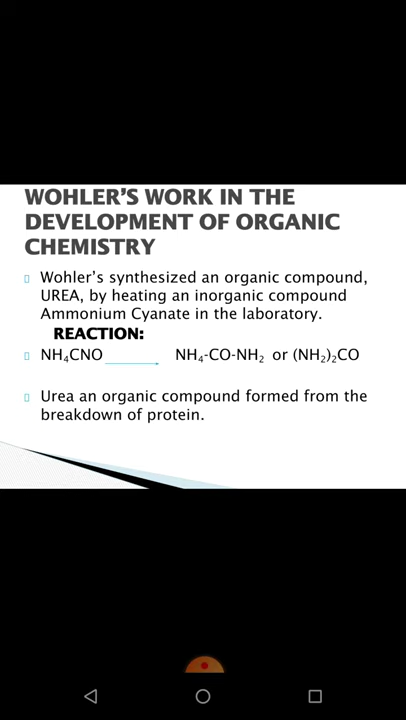 WOHLER'S WORK IN THE
DEVELOPMENT OF ORGANIC
CHEMISTRY
Wohler's synthesized an organic compound,
UREA, by heating an inorganic compound
Ammonium Cyanate in the laboratory.
REACTION:
NH₄CNO NH₄-CO-NH₂ or (NH₂)₂CO
Urea an organic compound formed from the
breakdown of protein.